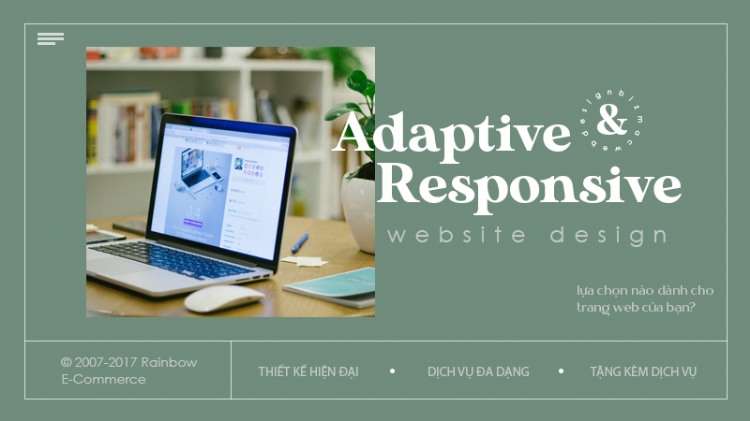 Adaptive &
Responsive
website design
webdesignbizmac
lựa chọn nào dành cho
trang web của bạn?
© 2007-2017 Rainbow
E-Commerce
THIẾT KẾ HIỆN ĐẠI • DỊCH VỤ ĐA DẠNG • TẶNG KÈM DỊCH VỤ